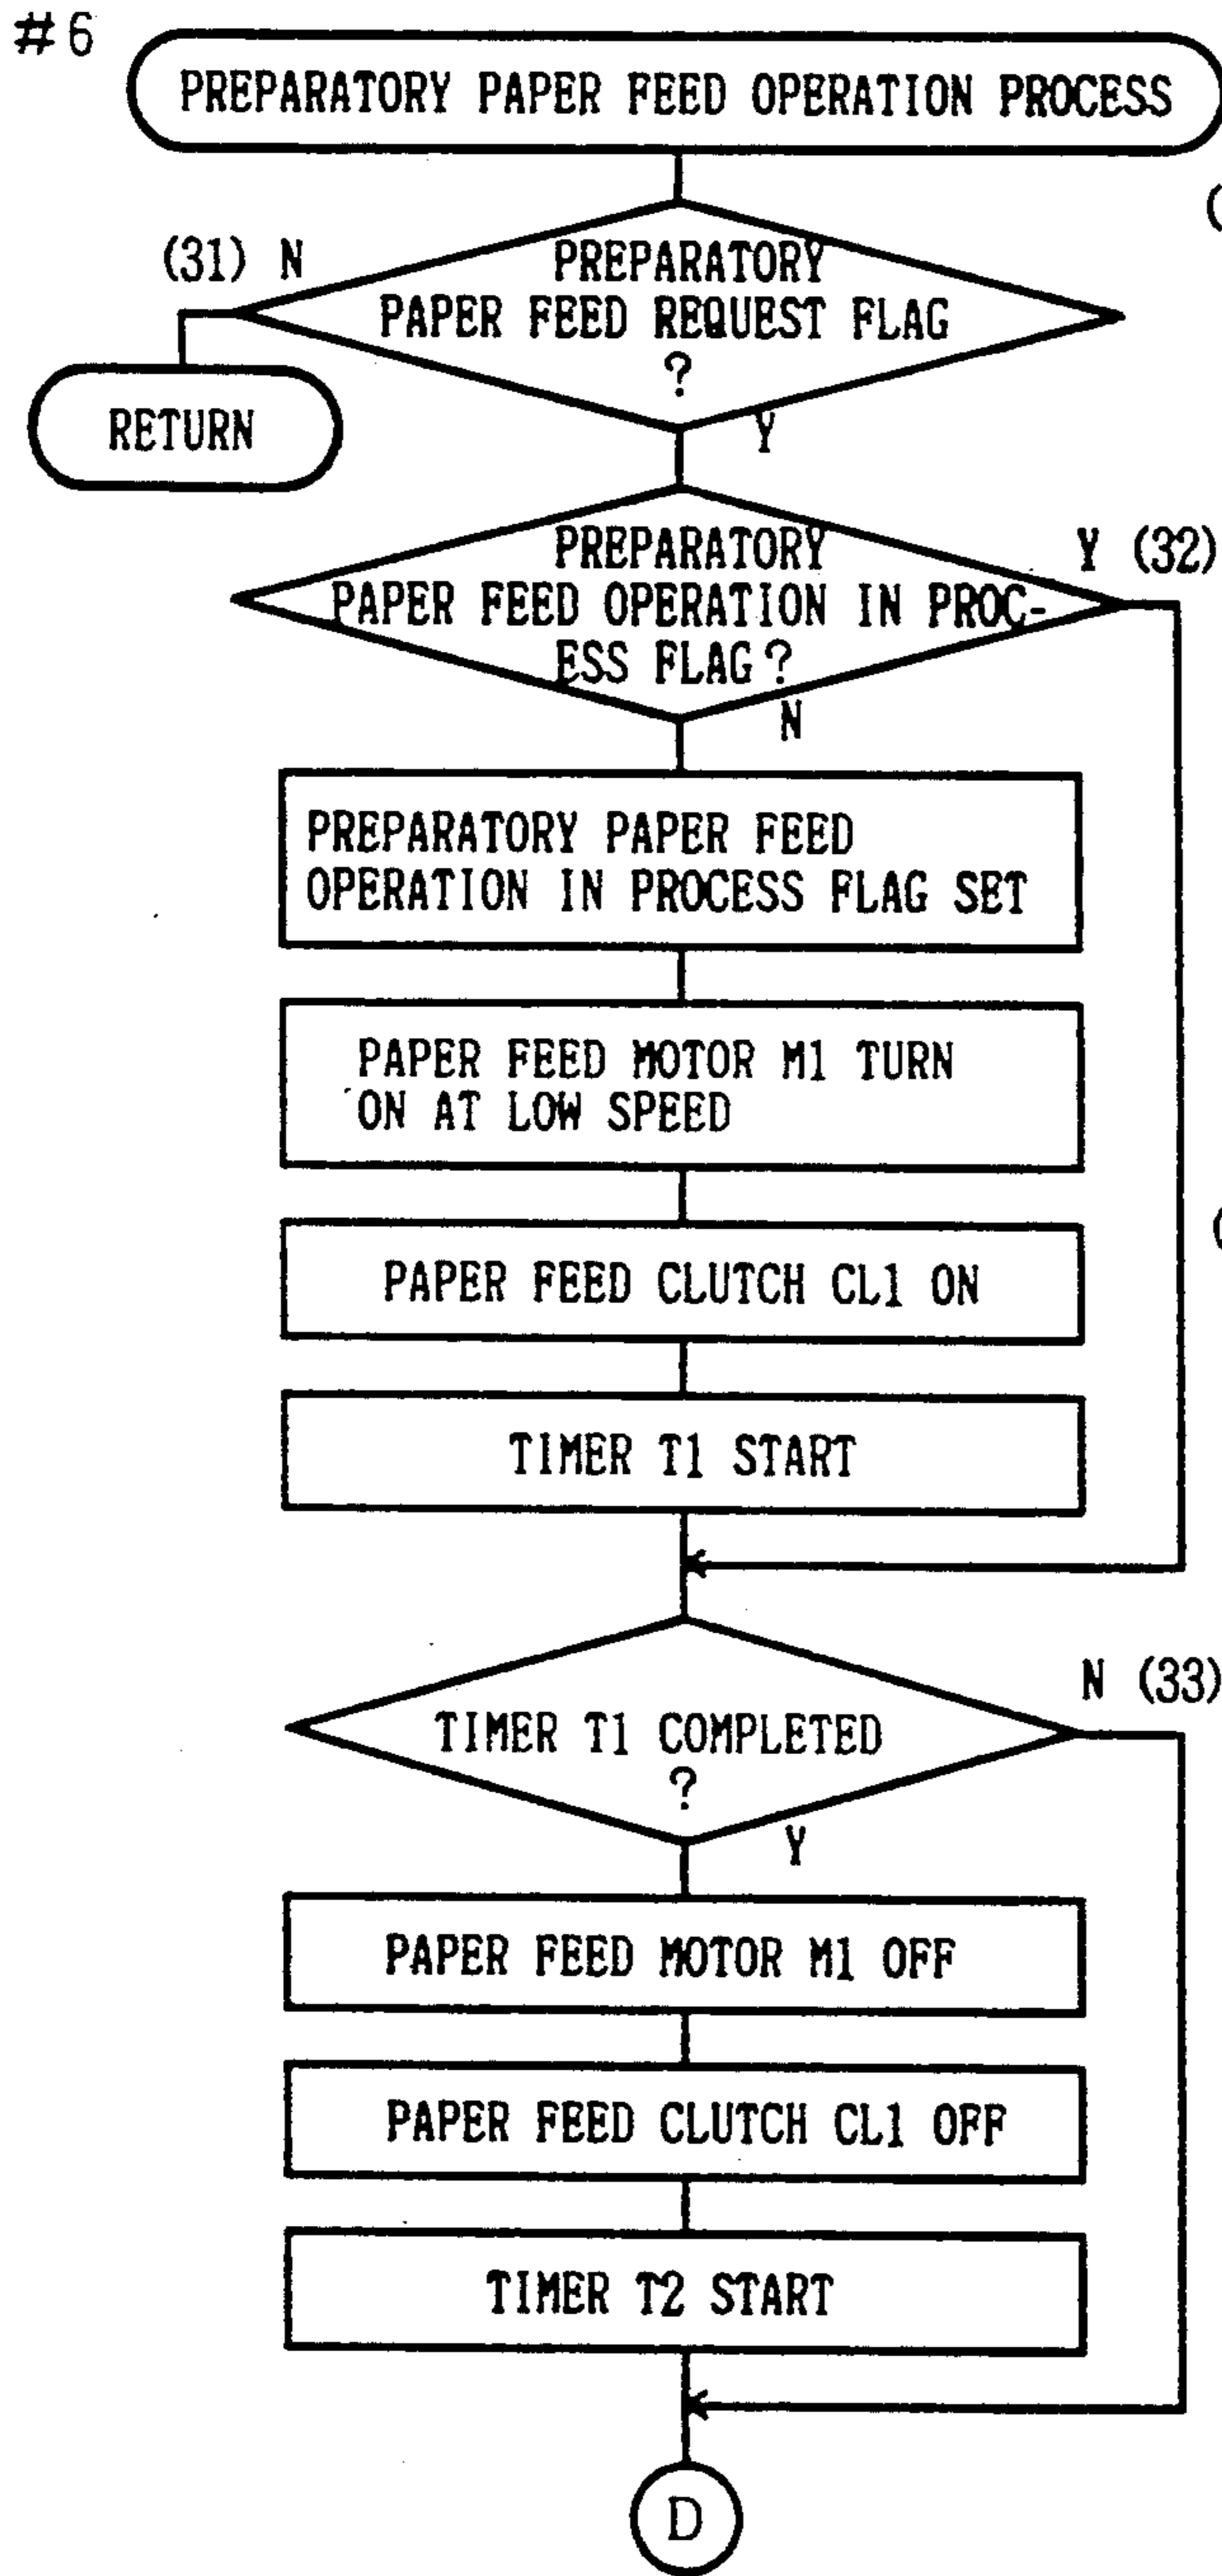 #6
PREPARATORY PAPER FEED OPERATION PROCESS
(31) N
PREPARATORY
PAPER FEED REQUEST FLAG
?
RETURN
Y
PREPARATORY
PAPER FEED OPERATION IN PROC-
ESS FLAG?
Y (32)
N
PREPARATORY PAPER FEED
OPERATION IN PROCESS FLAG SET
PAPER FEED MOTOR M1 TURN
ON AT LOW SPEED
PAPER FEED CLUTCH CL1 ON
TIMER T1 START
N (33)
TIMER T1 COMPLETED
?
Y
PAPER FEED MOTOR M1 OFF
PAPER FEED CLUTCH CL1 OFF
TIMER T2 START
D